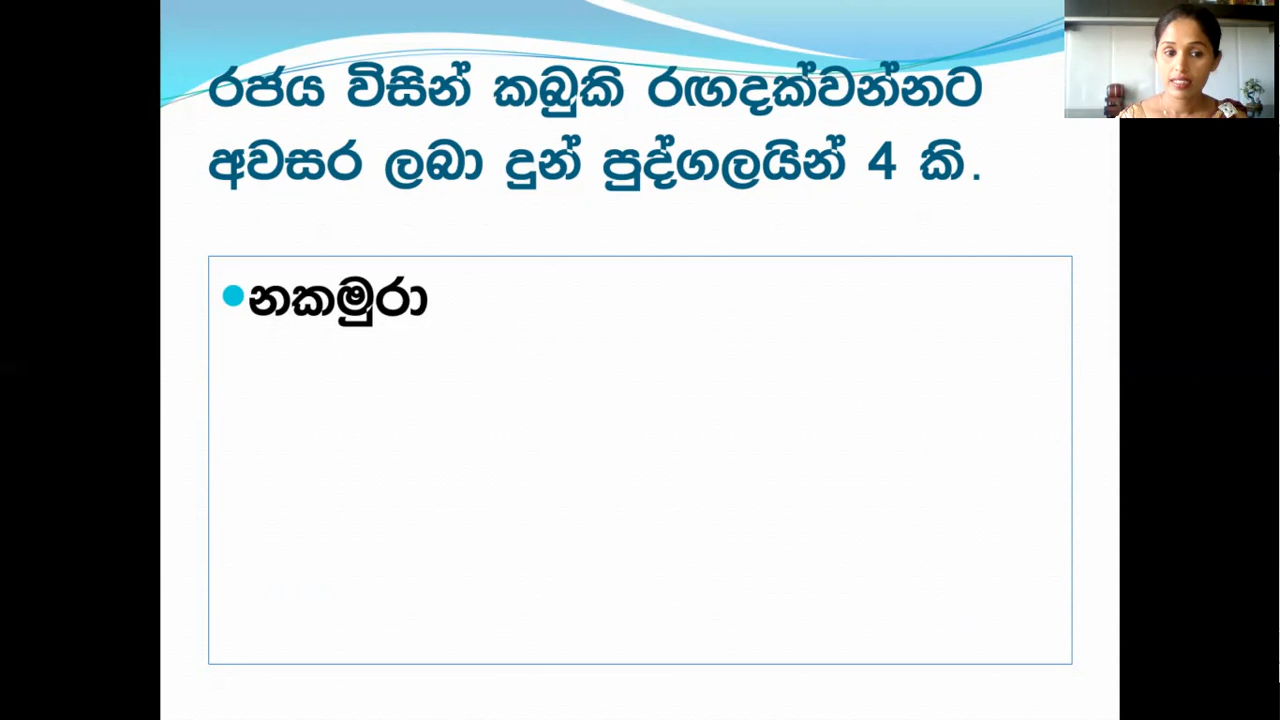 රජය විසින් කබුකි රඟදක්වන්නට
අවසර ලබා දුන් පුද්ගලයින් 4 කි.
නකමුරා